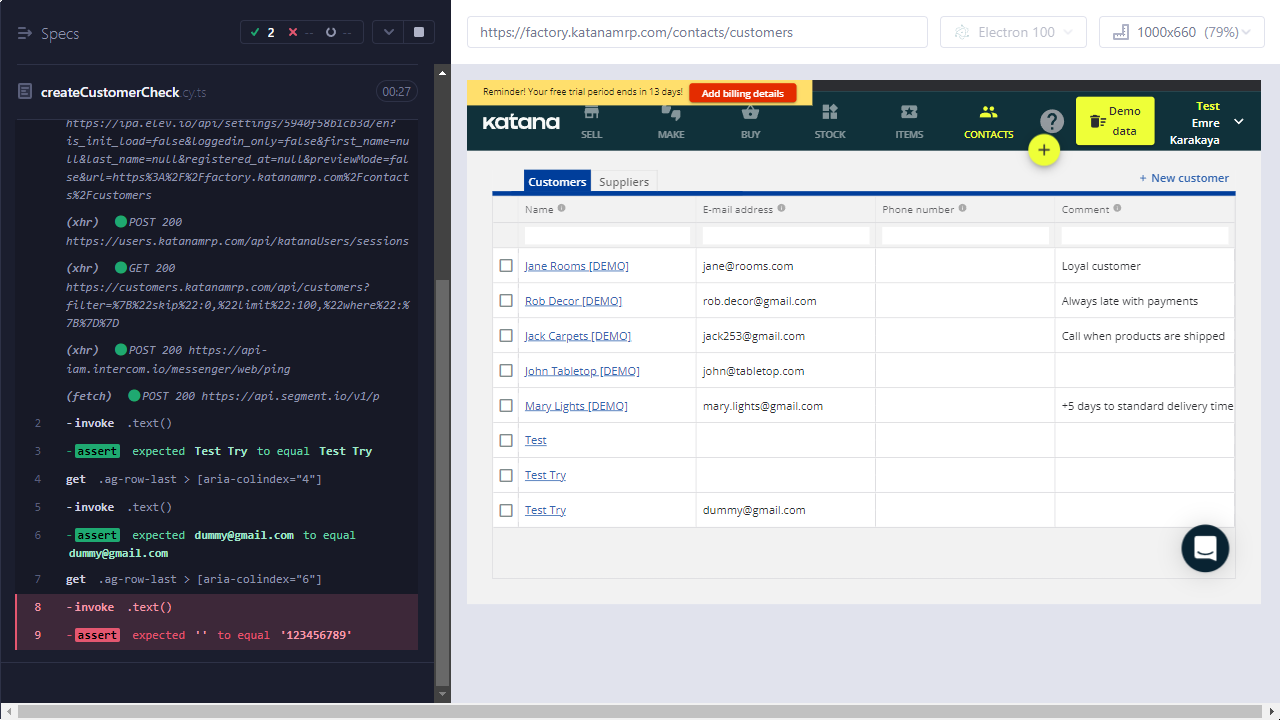 Specs
2
--
--
createCustomerCheck.cy.ts
00:27
https://ipa.elev.io/api/settings/5940f58b1cb3d/en?
is_init_load=false&loggedin_only=false&first_name=nu
ll&last_name=null&registered_at=null&previewMode=fal
se&url=https%3A%2F%2Ffactory.katanamrp.com%2Fcontact
s%2Fcustomers
(xhr) POST 200
https://users.katanamrp.com/api/katanaUsers/sessions
(xhr) GET 200
https://customers.katanamrp.com/api/customers?
filter=%7B%22skip%22:0,%22limit%22:100,%22where%22:%
7B%7D%7D
(xhr) POST 200 https://api-
iam.intercom.io/messenger/web/ping
(fetch) POST 200 https://api.segment.io/v1/p
2 -invoke .text()
3 -assert expected Test Try to equal Test Try
4 get .ag-row-last > [aria-colindex="4"]
5 -invoke .text()
6 -assert expected dummy@gmail.com to equal
dummy@gmail.com
7 get .ag-row-last > [aria-colindex="6"]
8 -invoke .text()
9 -assert expected '' to equal '123456789'
https://factory.katanamrp.com/contacts/customers
Electron 100
1000x660 (79%)
Reminder! Your free trial period ends in 13 days!
Add billing details
katana
SELL
MAKE
BUY
STOCK
ITEMS
CONTACTS
?
+
Demo
data
Test
Emre
Karakaya
Customers
Suppliers
+ New customer
Name
E-mail address
Phone number
Comment
Jane Rooms [DEMO] jane@rooms.com Loyal customer
Rob Decor [DEMO] rob.decor@gmail.com Always late with payments
Jack Carpets [DEMO] jack253@gmail.com Call when products are shipped
John Tabletop [DEMO] john@tabletop.com
Mary Lights [DEMO] mary.lights@gmail.com +5 days to standard delivery time
Test
Test Try
Test Try dummy@gmail.com